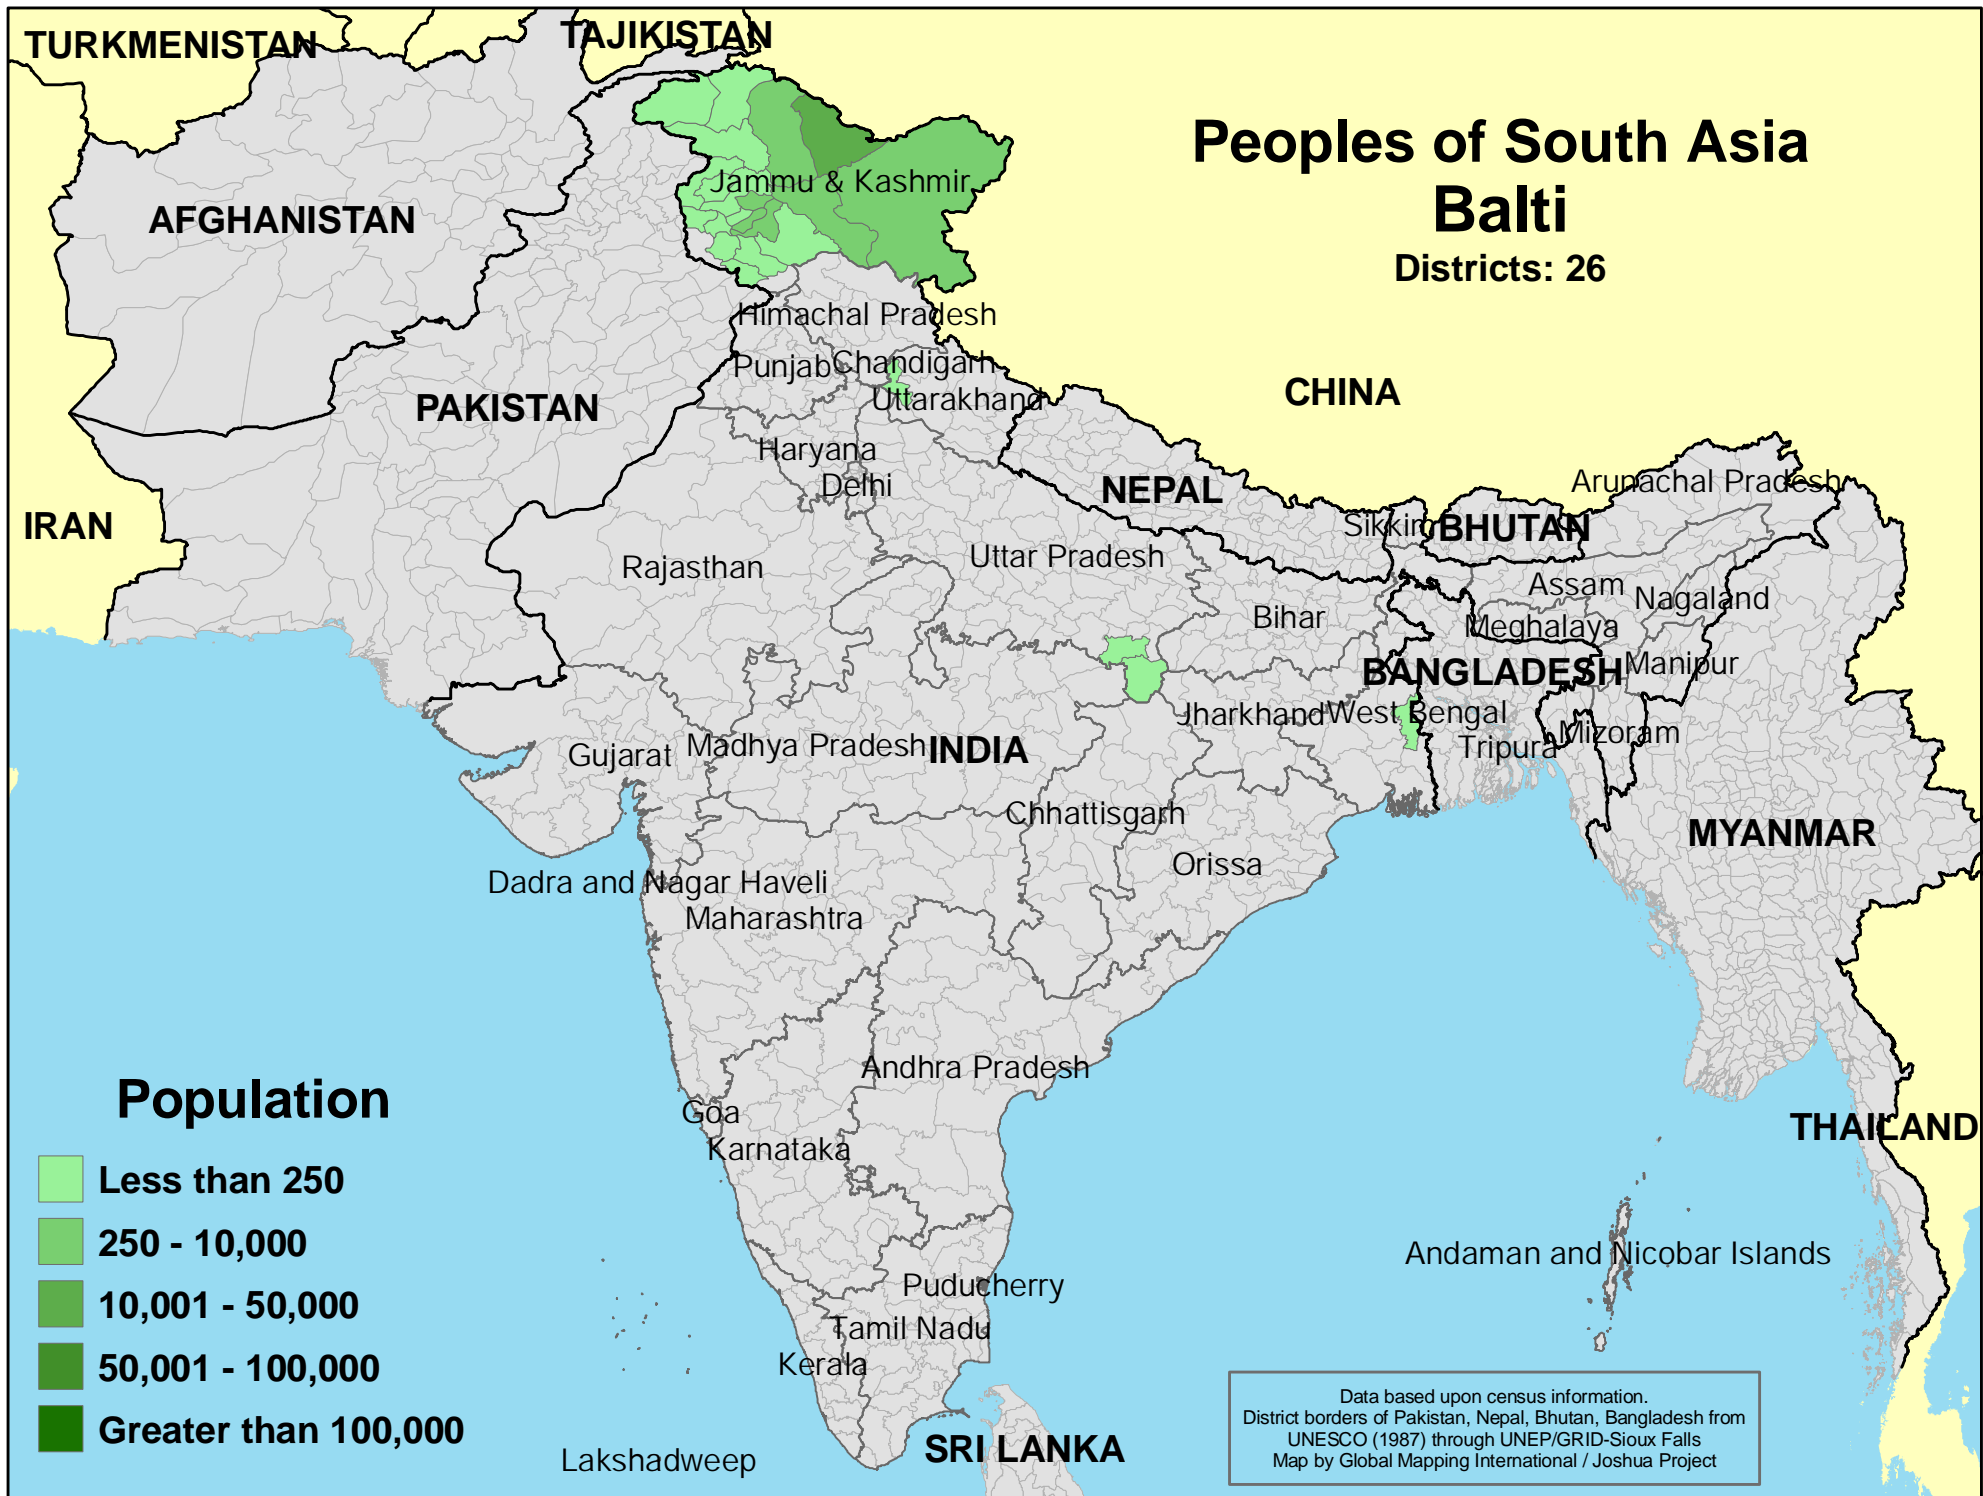 TURKMENISTAN
TAJIKISTAN
Peoples of South Asia
Balti
Districts: 26
Jammu & Kashmir
AFGHANISTAN
Himachal Pradesh
Punjab
Chandigarh
Uttarakhand
PAKISTAN
CHINA
Haryana
Delhi
NEPAL
Arunachal Pradesh
IRAN
Sikkim
BHUTAN
Rajasthan
Uttar Pradesh
Assam
Nagaland
Bihar
Meghalaya
BANGLADESH
Manipur
Jharkhand
West Bengal
Gujarat
Madhya Pradesh
INDIA
Tripura
Mizoram
Chhattisgarh
MYANMAR
Orissa
Dadra and Nagar Haveli
Maharashtra
Andhra Pradesh
Goa
Karnataka
THAILAND
Andaman and Nicobar Islands
Puducherry
Tamil Nadu
Kerala
Lakshadweep
SRI LANKA
Population
Less than 250
250 - 10,000
10,001 - 50,000
50,001 - 100,000
Greater than 100,000
Data based upon census information.
District borders of Pakistan, Nepal, Bhutan, Bangladesh from
UNESCO (1987) through UNEP/GRID-Sioux Falls
Map by Global Mapping International / Joshua Project